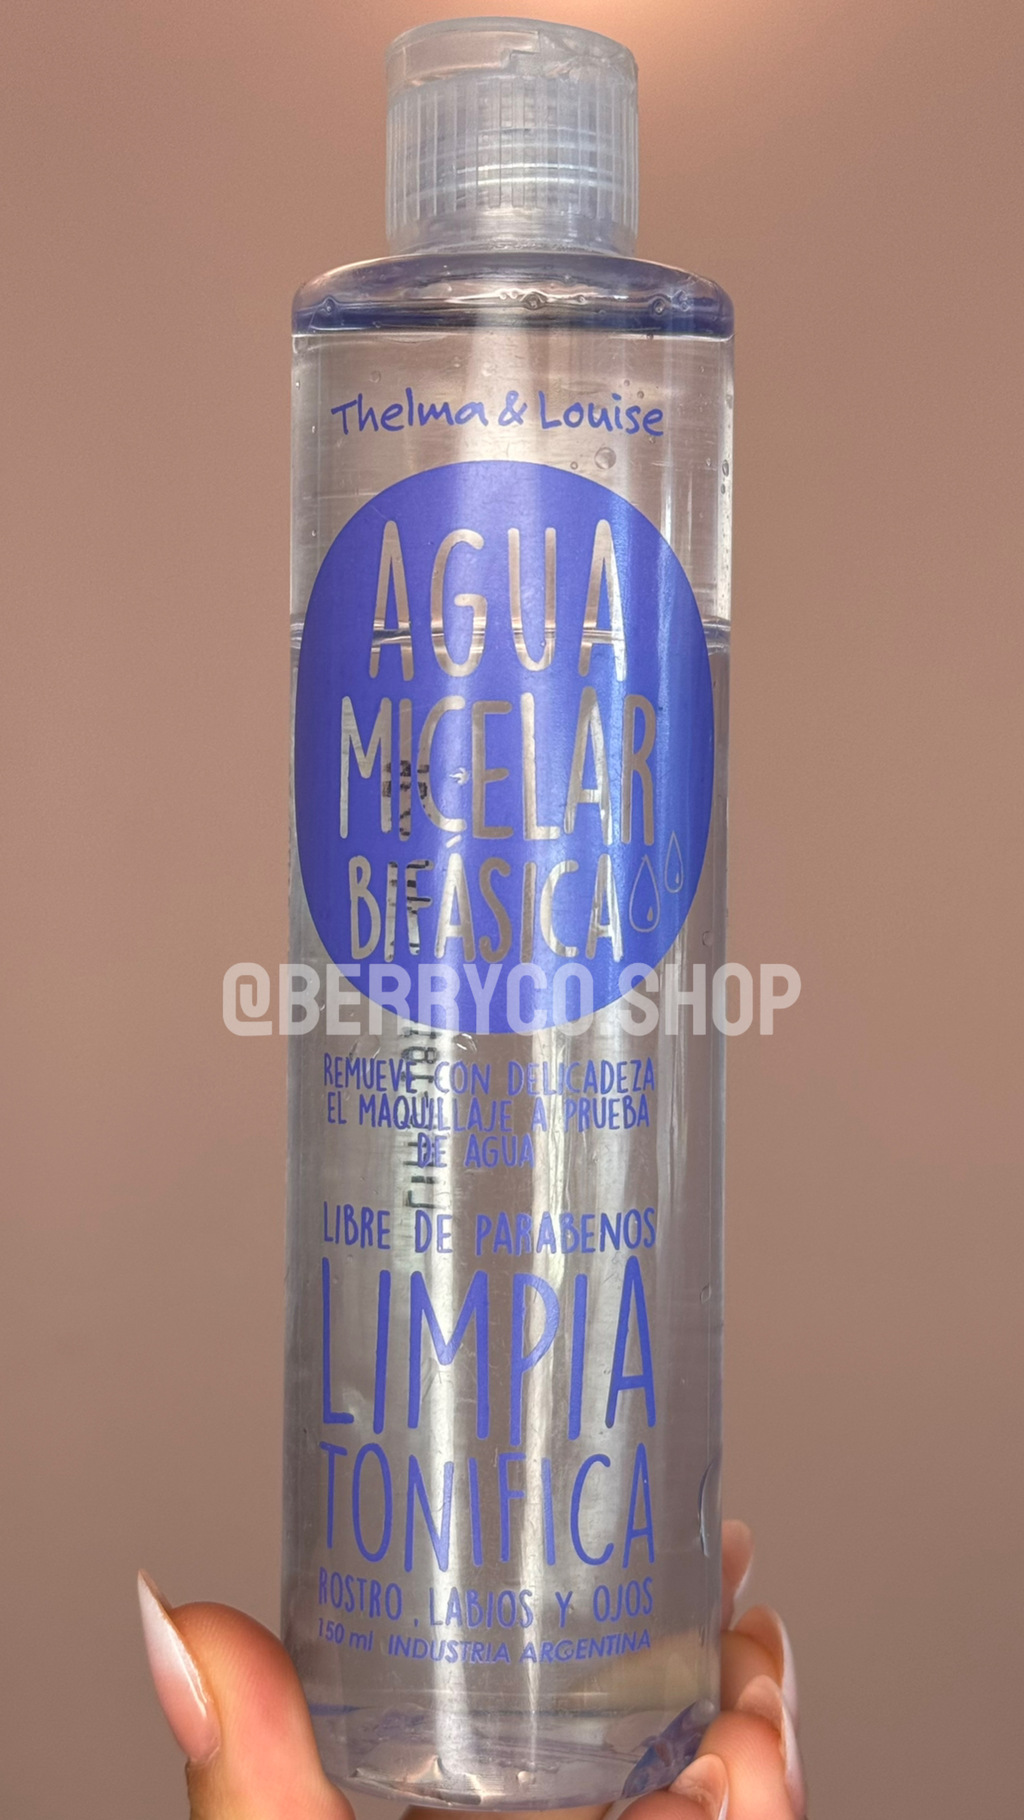 Thelma & Louise
AGUA
MICELAR
BIFÁSICA
@BERRYCO.SHOP
REMUEVE CON DELICADEZA
EL MAQUILLAJE A PRUEBA
DE AGUA
LIBRE DE PARABENOS
LIMPIA
TONIFICA
ROSTRO, LABIOS Y OJOS
150 ml INDUSTRIA ARGENTINA